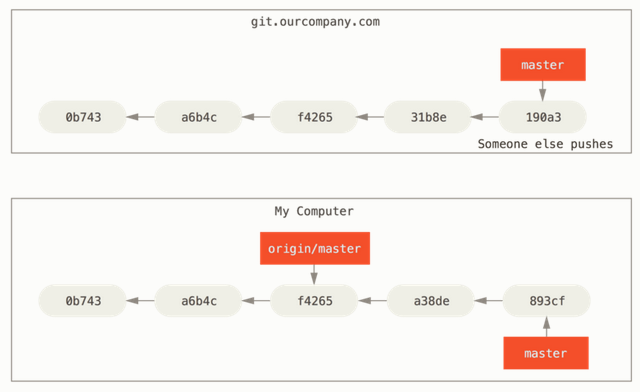 git.ourcompany.com
master
0b743 a6b4c f4265 31b8e 190a3
Someone else pushes
My Computer
origin/master
0b743 a6b4c f4265 a38de 893cf
master